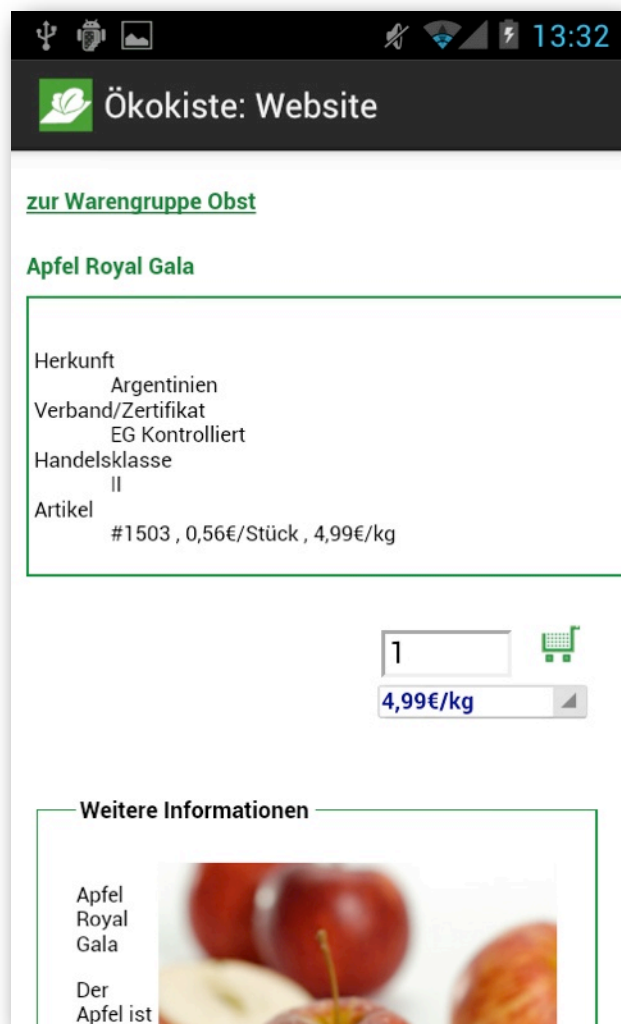 13:32
Ökokiste: Website
zur Warengruppe Obst
Apfel Royal Gala
Herkunft
Argentinien
Verband/Zertifikat
EG Kontrolliert
Handelsklasse
II
Artikel
#1503 , 0,56€/Stück , 4,99€/kg
1
4,99€/kg
Weitere Informationen
Apfel
Royal
Gala
Der
Apfel ist